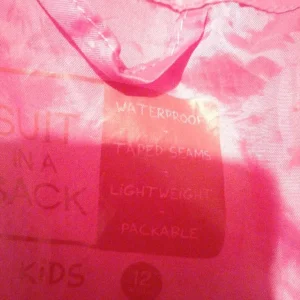 WATERPROOF
TAPED SEAMS
LIGHTWEIGHT
PACKABLE
SUIT
IN A
SACK
KIDS
12